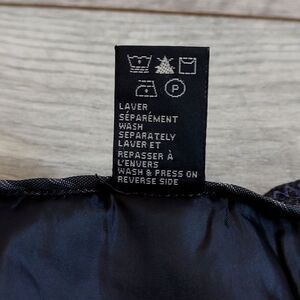 P
LAVER
SÉPARÉMENT
WASH
SEPARATELY
LAVER ET
REPASSER À
L'ENVERS
WASH & PRESS ON
REVERSE SIDE